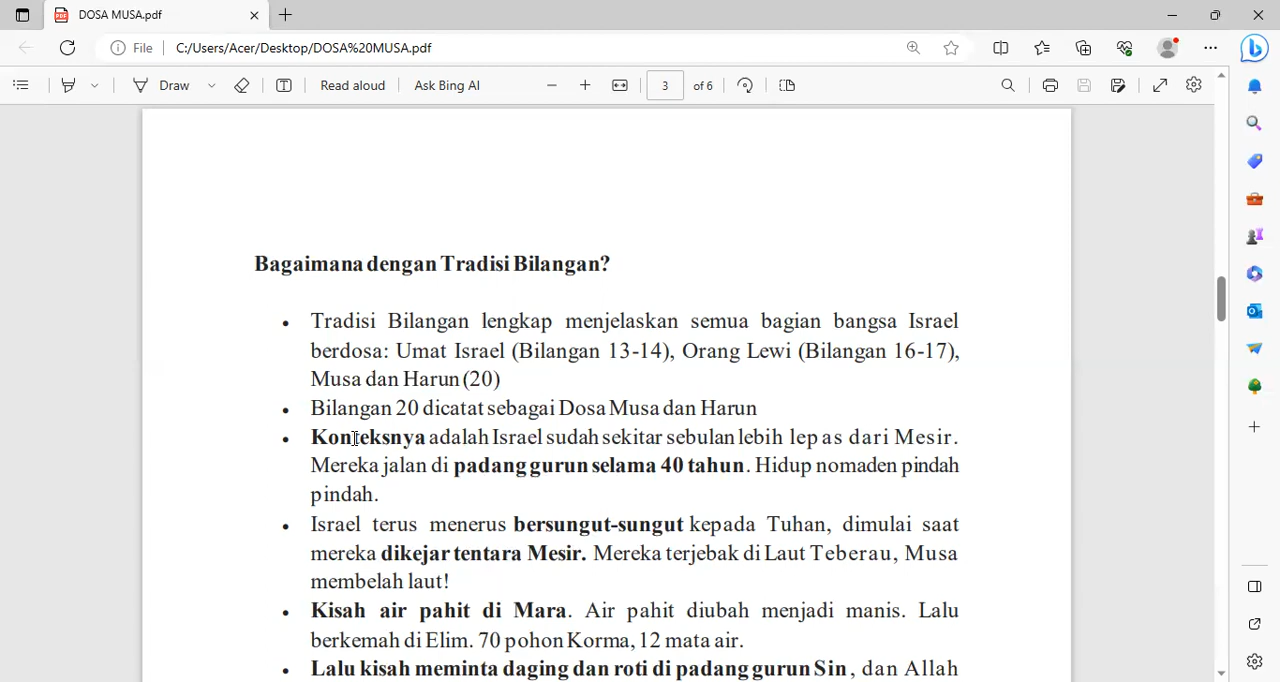 DOSA MUSA.pdf
File C:/Users/Acer/Desktop/DOSA%20MUSA.pdf
Draw Read aloud Ask Bing AI 3 of 6
Bagaimana dengan Tradisi Bilangan?
• Tradisi Bilangan lengkap menjelaskan semua bagian bangsa Israel
berdosa: Umat Israel (Bilangan 13-14), Orang Lewi (Bilangan 16-17),
Musa dan Harun (20)
• Bilangan 20 dicatat sebagai Dosa Musa dan Harun
• Konteksnya adalah Israel sudah sekitar sebulan lebih lepas dari Mesir.
Mereka jalan di padang gurun selama 40 tahun. Hidup nomaden pindah
pindah.
• Israel terus menerus bersungut-sungut kepada Tuhan, dimulai saat
mereka dikejar tentara Mesir. Mereka terjebak di Laut Teberau, Musa
membelah laut!
• Kisah air pahit di Mara. Air pahit diubah menjadi manis. Lalu
berkemah di Elim. 70 pohon Korma, 12 mata air.
• Lalu kisah meminta daging dan roti di padang gurun Sin, dan Allah